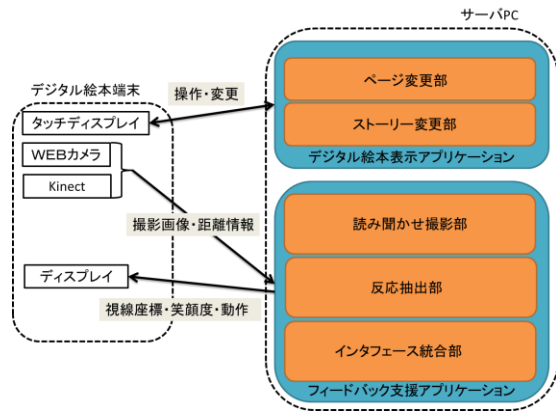 サーバPC
デジタル絵本端末
操作・変更
ページ変更部
ストーリー変更部
デジタル絵本表示アプリケーション
タッチディスプレイ
WEBカメラ
Kinect
撮影画像・距離情報
読み聞かせ撮影部
反応抽出部
ディスプレイ
視線座標・笑顔度・動作
インタフェース統合部
フィードバック支援アプリケーション